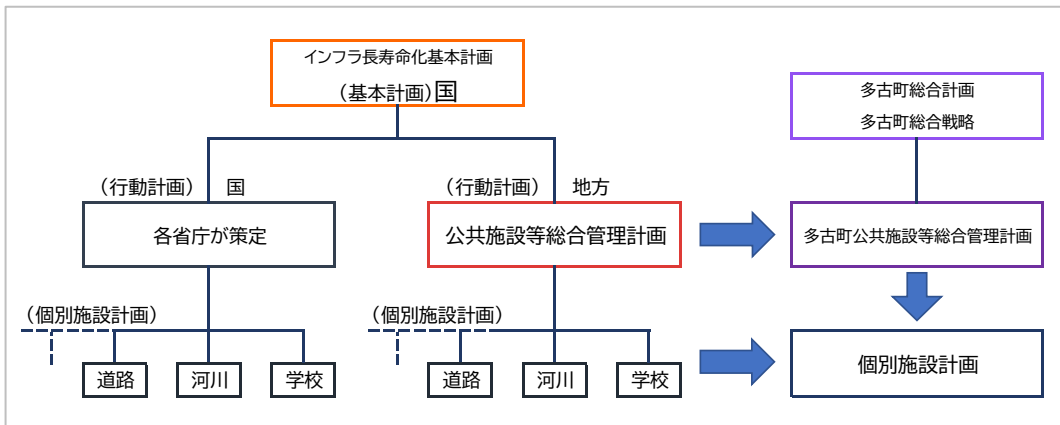 インフラ長寿命化基本計画
（基本計画）国
多古町総合計画
多古町総合戦略
（行動計画） 国
（行動計画） 地方
各省庁が策定
公共施設等総合管理計画
多古町公共施設等総合管理計画
（個別施設計画）
（個別施設計画）
道路
河川
学校
道路
河川
学校
個別施設計画